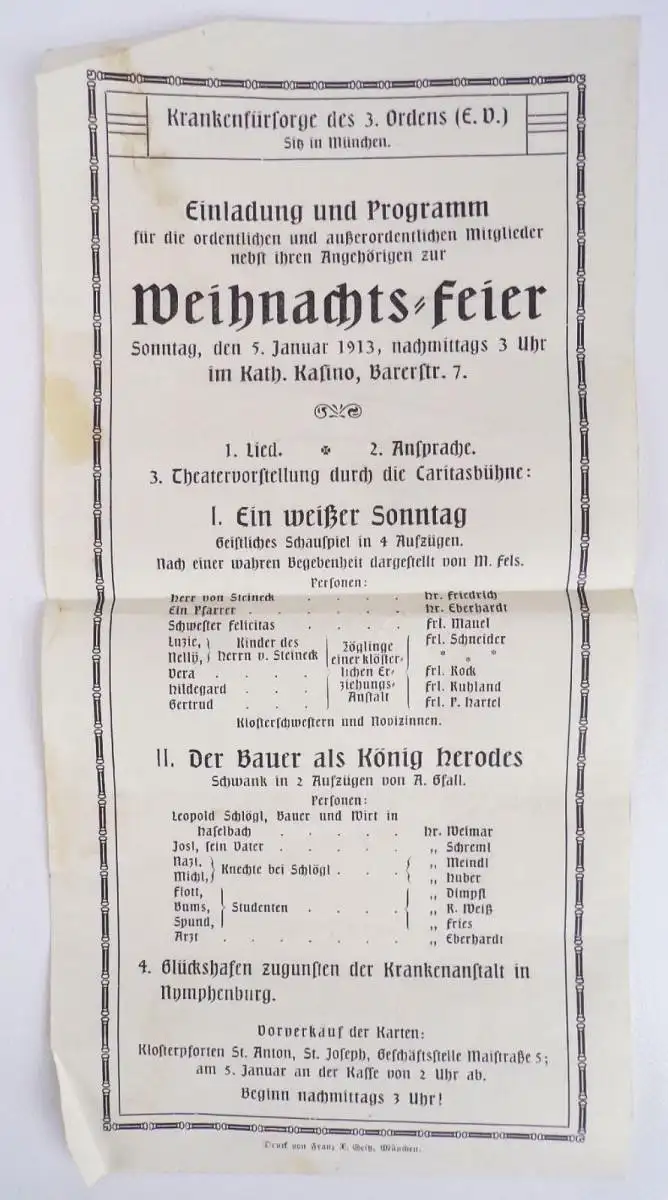 Krankenfürsorge des 3. Ordens (E. V.)
Sitz in München.
Einladung und Programm
für die ordentlichen und außerordentlichen Mitglieder
nebst ihren Angehörigen zur
Weihnachts-Feier
Sonntag, den 5. Januar 1913, nachmittags 3 Uhr
im Kath. Kasino, Barerstr. 7.
1. Lied. 2. Ansprache.
3. Theatervorstellung durch die Caritasbühne:
I. Ein weißer Sonntag
Geistliches Schauspiel in 4 Aufzügen.
Nach einer wahren Begebenheit dargestellt von M. Fels.
Personen:
Herr von Steineck . . . . Hr. Friedrich
Ein Pfarrer . . . . . . Hr. Eberhardt
Schwester Felicitas . . . . Frl. Mauel
Luzie, } Kinder des { Zöglinge Frl. Schneider
Nelly, } Herrn v. Steineck einer klöster- * * *
Vera . . . . lichen Er- Frl. Kock
Hildegard . . . ziehungs- Frl. Kuhland
Gertrud . . . Anstalt Frl. P. Hartel
Klosterschwestern und Novizinnen.
II. Der Bauer als König Herodes
Schwank in 2 Aufzügen von A. Gfall.
Personen:
Leopold Schlögl, Bauer und Wirt in
Haselbach . . . . . Hr. Weimar
Josl, sein Vater . . . . . „ Schreml
Nazl, } Knechte bei Schlögl . . . { „ Meindl
Michl, } „ Huber
Flott, „ Dimpfl
Bums, } Studenten . . . . { „ K. Weiß
Spund, „ Fries
Arzt . . . . . . . „ Eberhardt
4. Glückshafen zugunsten der Krankenanstalt in
Nymphenburg.
Vorverkauf der Karten:
Klosterpforten St. Anton, St. Joseph, Geschäftsstelle Maistraße 5;
am 5. Januar an der Kasse von 2 Uhr ab.
Beginn nachmittags 3 Uhr!
Druck von Franz X. Seitz, München.